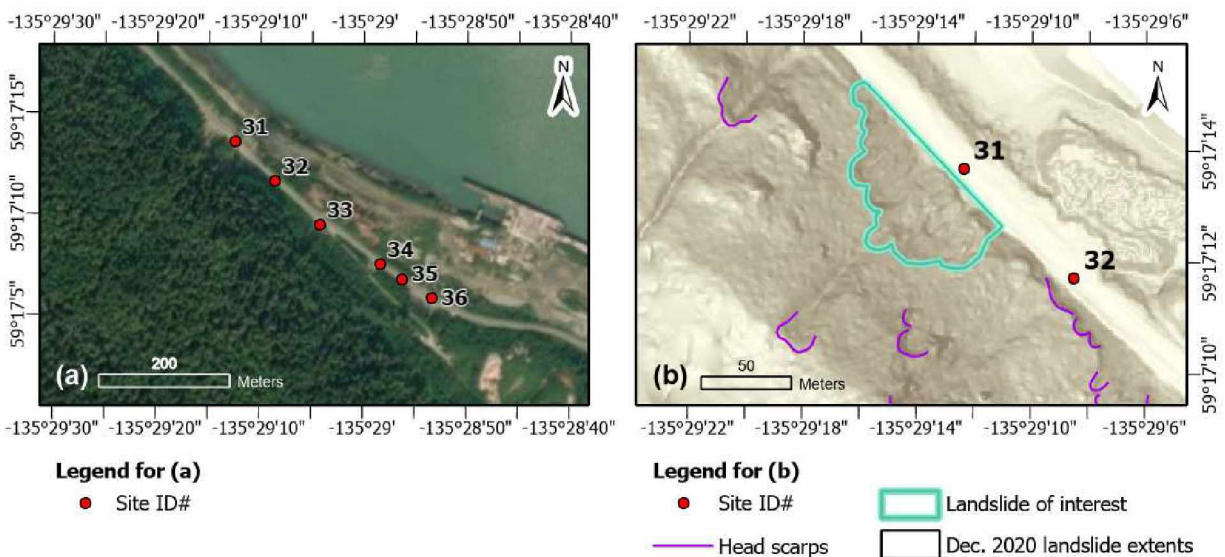 -135°29'30" -135°29'20" -135°29'10" -135°29' -135°28'50" -135°28'40"
-135°29'22" -135°29'18" -135°29'14" -135°29'10" -135°29'6"
59°17'15"
59°17'10"
59°17'5"
N
31
32
33
34
35
36
(a)
200
Meters
N
31
32
(b)
50
Meters
59°17'14"
59°17'12"
59°17'10"
-135°29'30" -135°29'20" -135°29'10" -135°29' -135°28'50" -135°28'40"
-135°29'22" -135°29'18" -135°29'14" -135°29'10" -135°29'6"
Legend for (a)
Site ID#
Legend for (b)
Site ID#
Landslide of interest
Head scarps
Dec. 2020 landslide extents